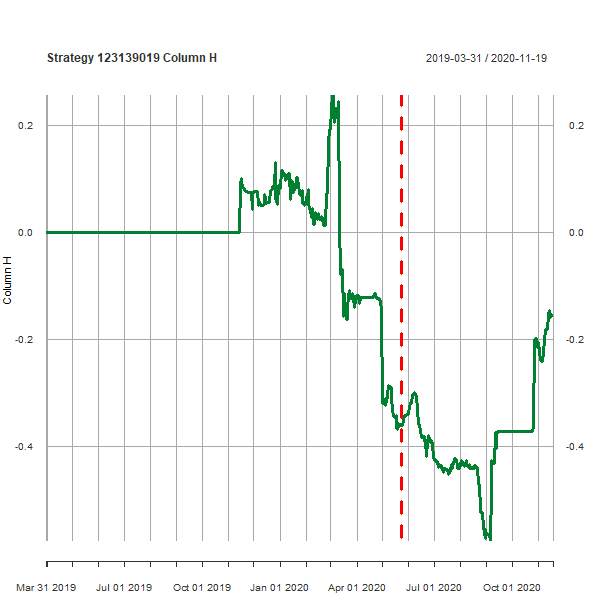 Strategy 123139019 Column H
2019-03-31 / 2020-11-19
0.2
0.2
0.0
0.0
-0.2
-0.2
-0.4
-0.4
Column H
Mar 31 2019
Jul 01 2019
Oct 01 2019
Jan 01 2020
Apr 01 2020
Jul 01 2020
Oct 01 2020